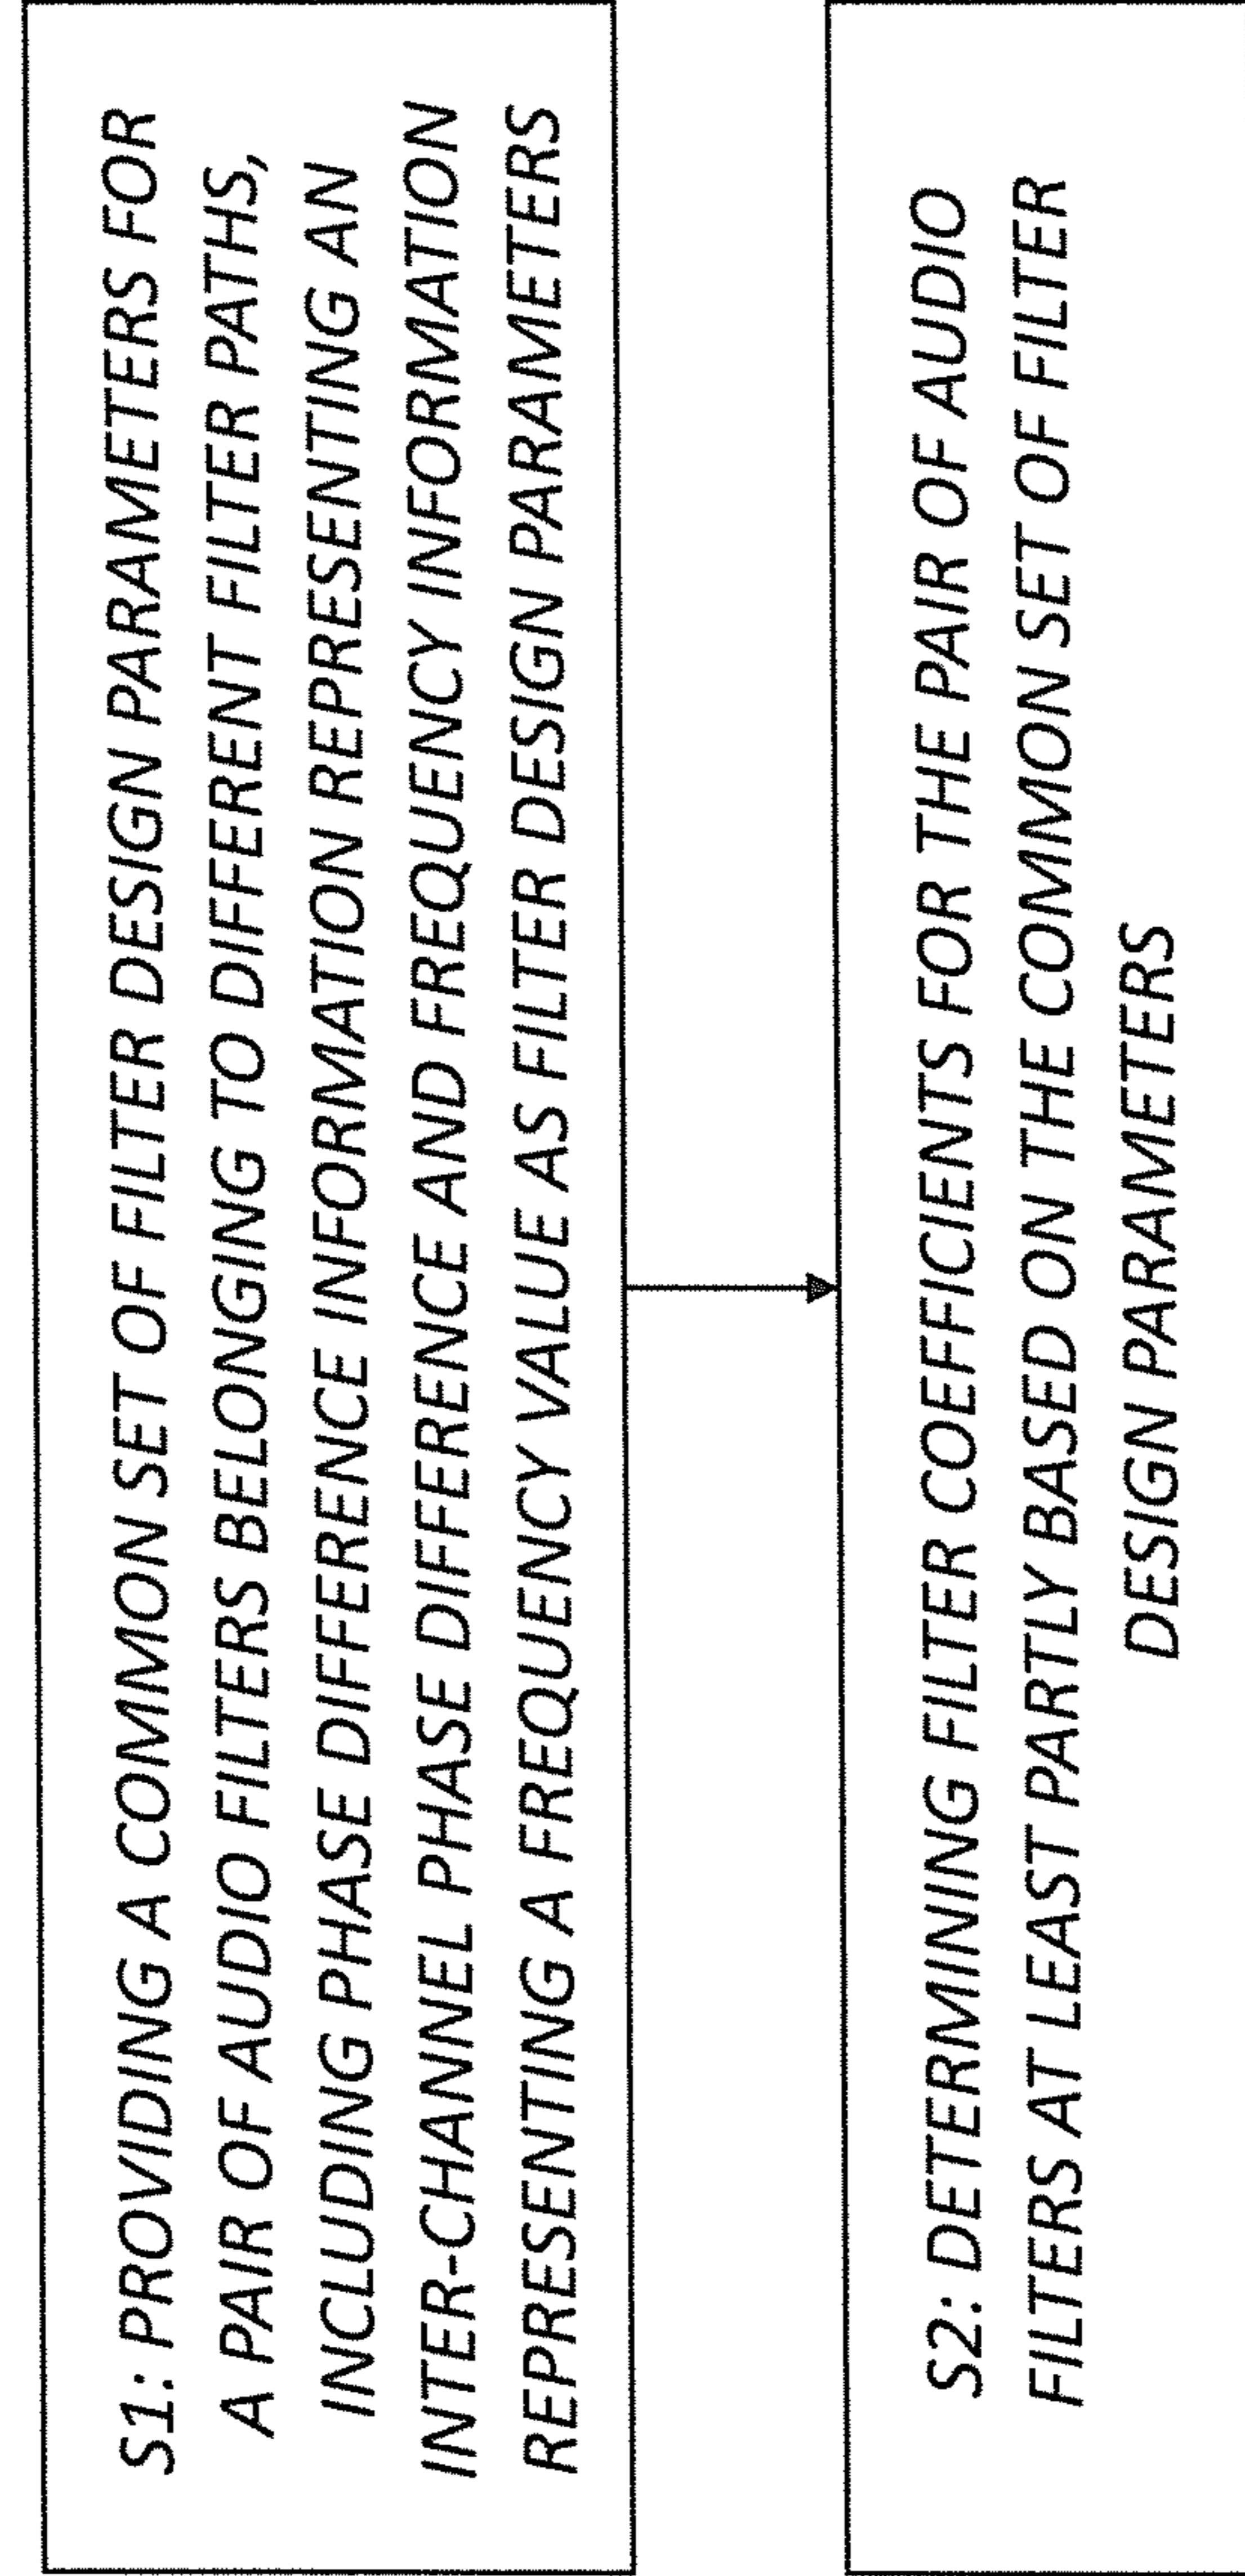 S1: PROVIDING A COMMON SET OF FILTER DESIGN PARAMETERS FOR
A PAIR OF AUDIO FILTERS BELONGING TO DIFFERENT FILTER PATHS,
INCLUDING PHASE DIFFERENCE INFORMATION REPRESENTING AN
INTER-CHANNEL PHASE DIFFERENCE AND FREQUENCY INFORMATION
REPRESENTING A FREQUENCY VALUE AS FILTER DESIGN PARAMETERS
S2: DETERMINING FILTER COEFFICIENTS FOR THE PAIR OF AUDIO
FILTERS AT LEAST PARTLY BASED ON THE COMMON SET OF FILTER
DESIGN PARAMETERS